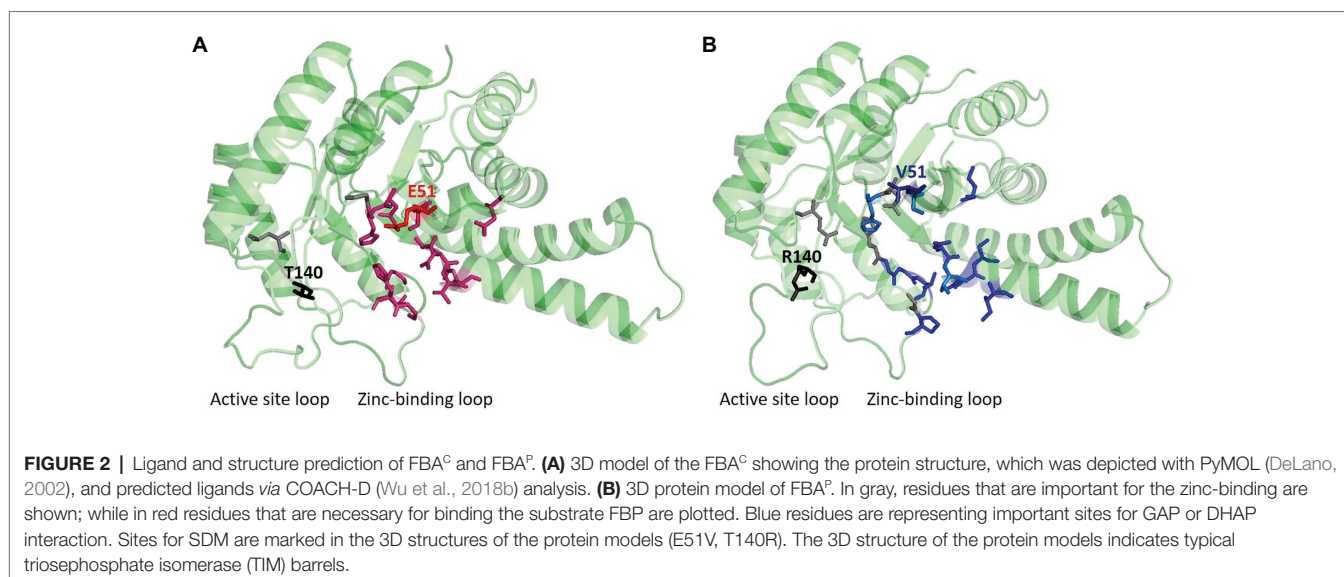 A
B
E51
V51
T140
R140
Active site loop Zinc-binding loop
Active site loop Zinc-binding loop
FIGURE 2 | Ligand and structure prediction of FBAᶜ and FBAᴾ. (A) 3D model of the FBAᶜ showing the protein structure, which was depicted with PyMOL (DeLano,
2002), and predicted ligands via COACH-D (Wu et al., 2018b) analysis. (B) 3D protein model of FBAᴾ. In gray, residues that are important for the zinc-binding are
shown; while in red residues that are necessary for binding the substrate FBP are plotted. Blue residues are representing important sites for GAP or DHAP
interaction. Sites for SDM are marked in the 3D structures of the protein models (E51V, T140R). The 3D structure of the protein models indicates typical
triosephosphate isomerase (TIM) barrels.